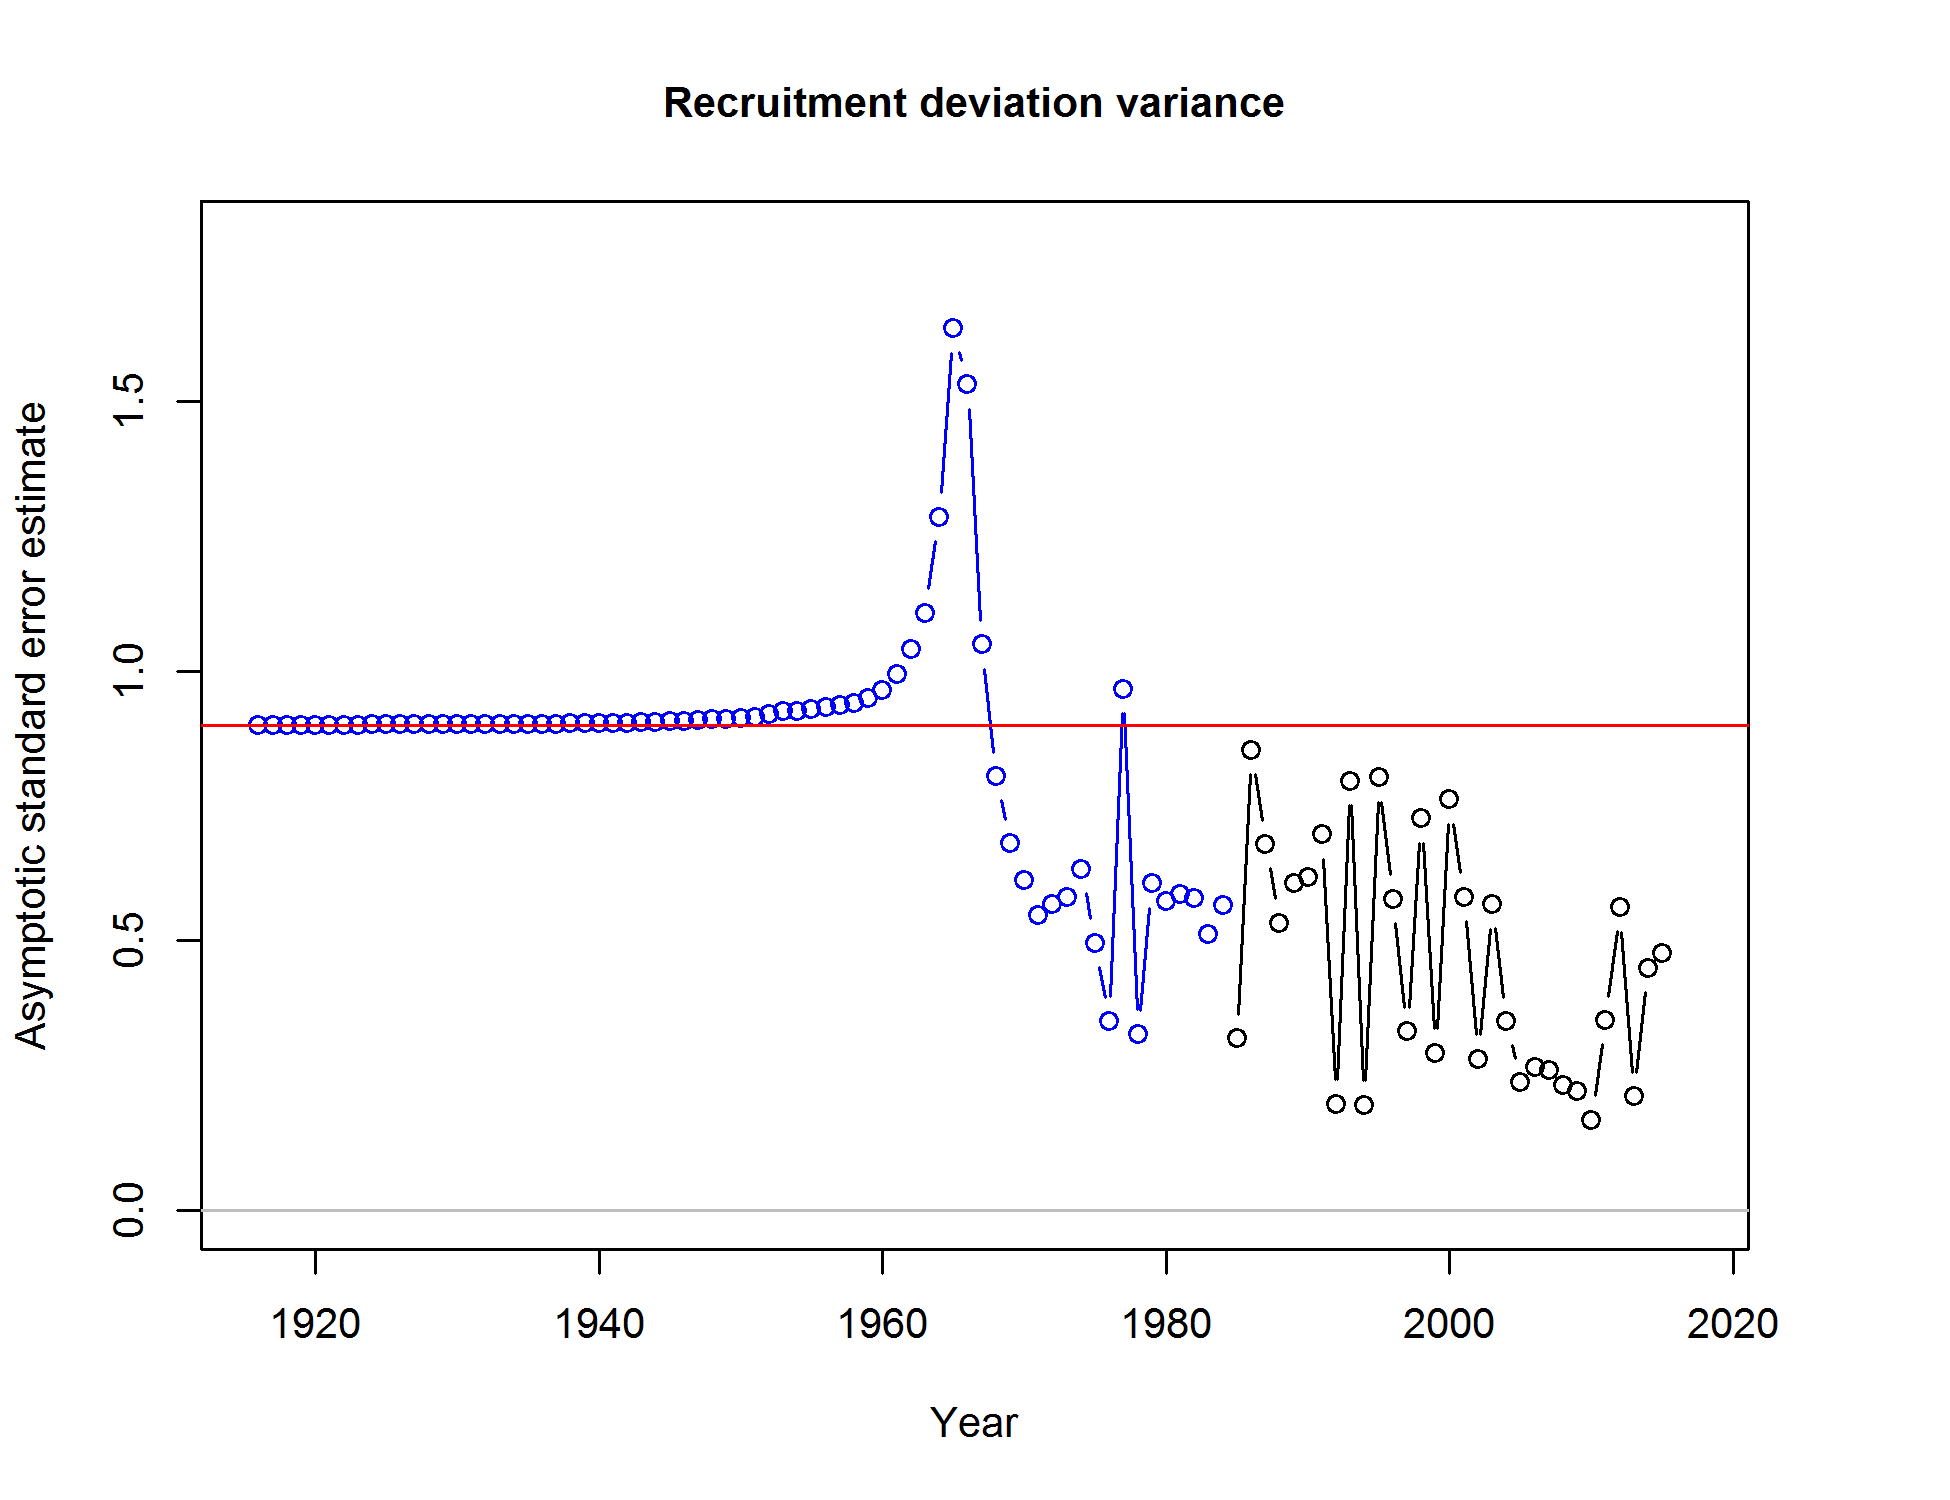 Recruitment deviation variance
Asymptotic standard error estimate
1.5
1.0
0.5
0.0
1920 1940 1960 1980 2000 2020
Year